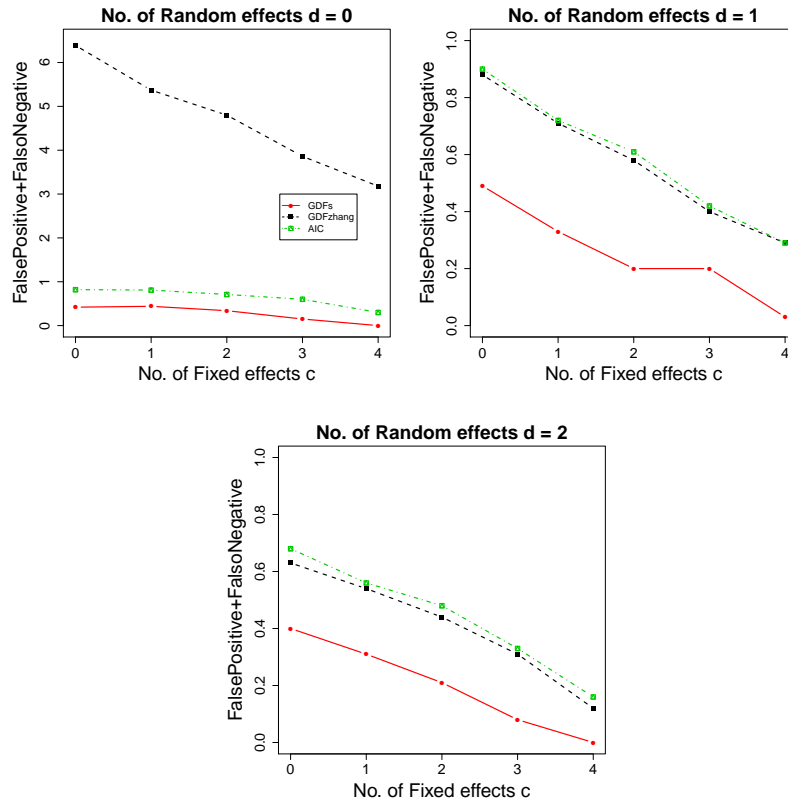 No. of Random effects d = 0
FalsePositive+FalsoNegative
0
1
2
3
4
5
6
GDFs
GDFzhang
AIC
0 1 2 3 4
No. of Fixed effects c
No. of Random effects d = 1
FalsePositive+FalsoNegative
0.0
0.2
0.4
0.6
0.8
1.0
0 1 2 3 4
No. of Fixed effects c
No. of Random effects d = 2
FalsePositive+FalsoNegative
0.0
0.2
0.4
0.6
0.8
1.0
0 1 2 3 4
No. of Fixed effects c